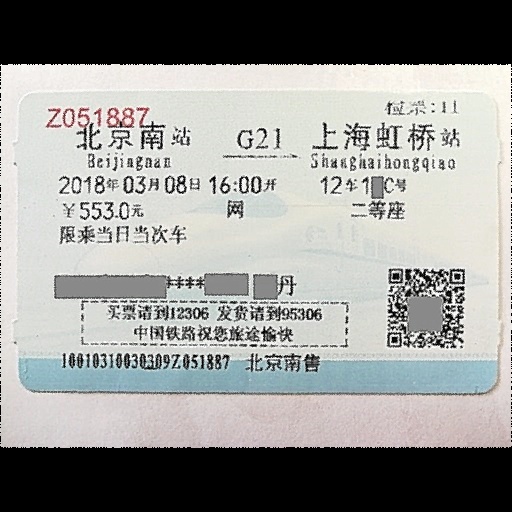 检票:11
Z051887
北京南站 G21 上海虹桥站
Beijingnan Shanghaihongqiao
2018年03月08日 16:00开 12车1 C号
￥553.0元 网 二等座
限乘当日当次车
**** 丹
买票请到12306 发货请到95306
中国铁路祝您旅途愉快
10010310030309Z051887 北京南售